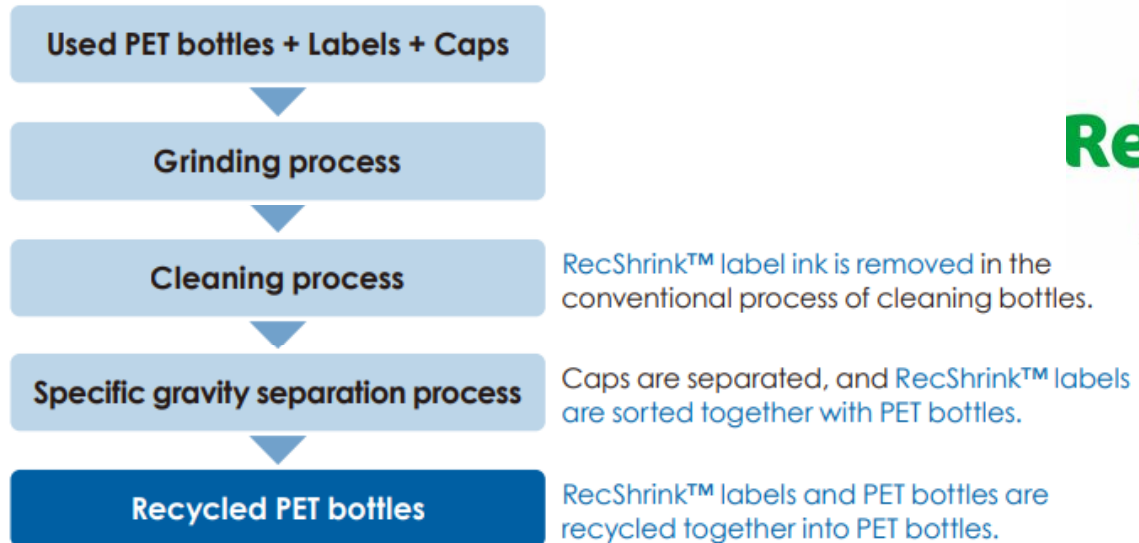 Used PET bottles + Labels + Caps
Grinding process
Re
Cleaning process
RecShrink™ label ink is removed in the
conventional process of cleaning bottles.
Specific gravity separation process
Caps are separated, and RecShrink™ labels
are sorted together with PET bottles.
Recycled PET bottles
RecShrink™ labels and PET bottles are
recycled together into PET bottles.